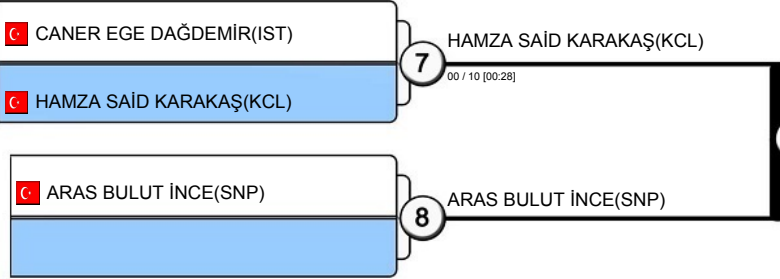 CANER EGE DAĞDEMİR(IST)
HAMZA SAİD KARAKAŞ(KCL)
7
HAMZA SAİD KARAKAŞ(KCL)
00 / 10 [00:28]
ARAS BULUT İNCE(SNP)
8
ARAS BULUT İNCE(SNP)